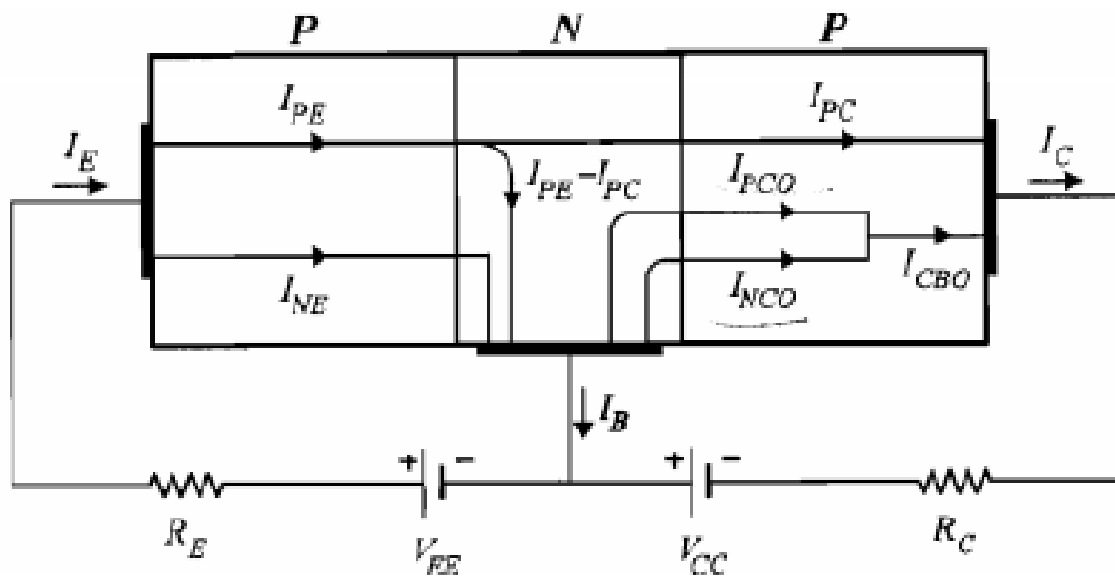 P N P
I_PE I_PC
I_E I_C
I_PE – I_PC I_PCO
I_NE I_NCO I_CBO
I_B
+ - + -
R_E V_EE V_CC R_C